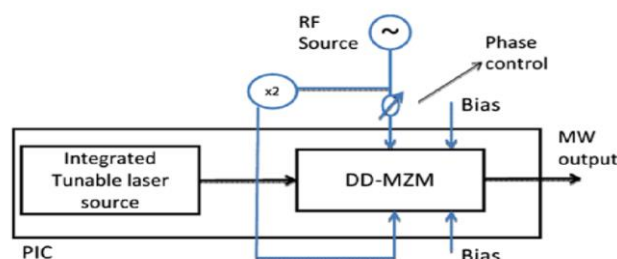 RF
Source
~
Phase
control
x2
Bias
Integrated
Tunable laser
source
DD-MZM
MW
output
PIC
Bias